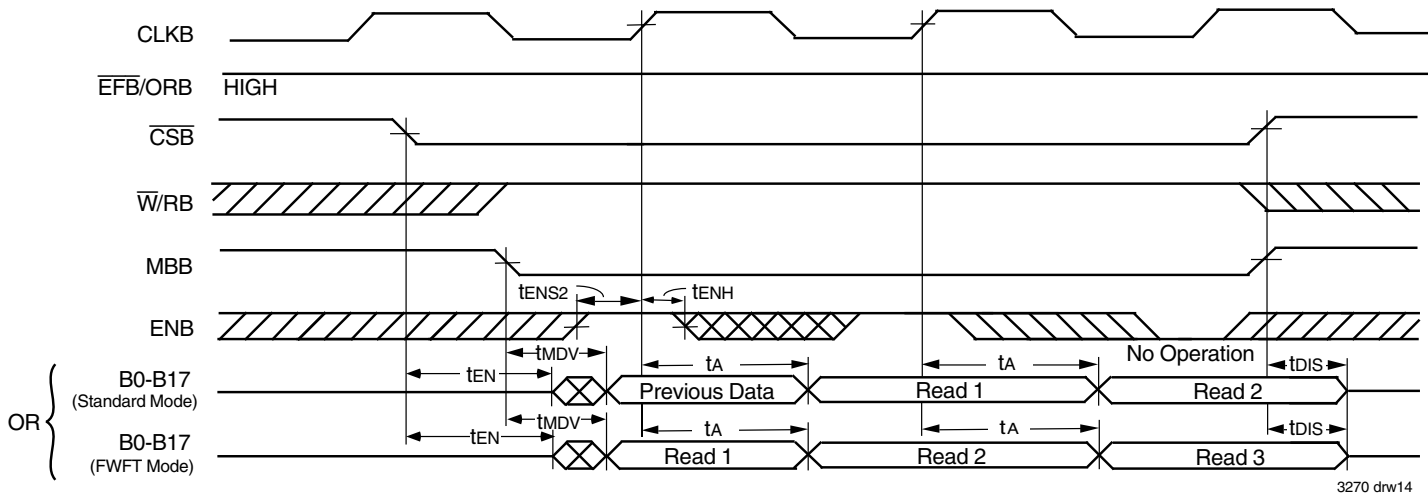 CLKB
EFB/ORB HIGH
CSB
W/RB
MBB
tENS2 tENH
ENB
No Operation
tMDV tA tA
tEN tDIS
B0-B17 Previous Data Read 1 Read 2
(Standard Mode)
OR
tMDV tA tA
tEN tDIS
B0-B17 Read 1 Read 2 Read 3
(FWFT Mode)
3270 drw14